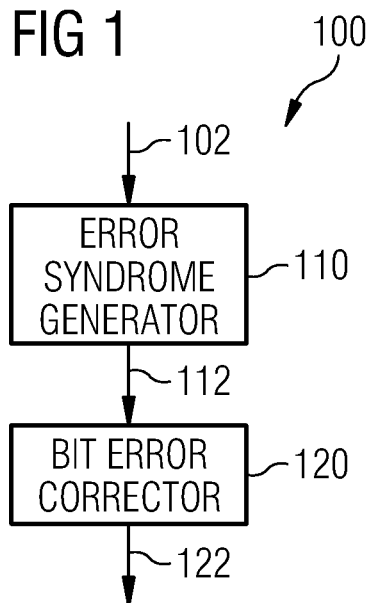 FIG 1
100
102
ERROR
SYNDROME
GENERATOR
110
112
BIT ERROR
CORRECTOR
120
122